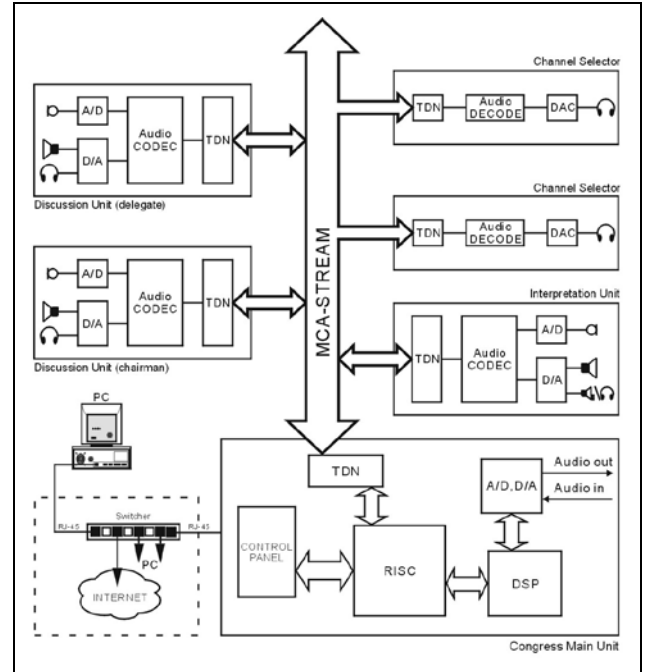 Channel Selector
TDN
Audio
DECODE
DAC
A/D
Audio
CODEC
TDN
D/A
Discussion Unit (delegate)
Channel Selector
TDN
Audio
DECODE
DAC
A/D
Audio
CODEC
TDN
D/A
Discussion Unit (chairman)
MCA-STREAM
Interpretation Unit
TDN
Audio
CODEC
A/D
D/A
PC
RJ-45
Switcher
RJ-45
PC
INTERNET
TDN
CONTROL
PANEL
RISC
A/D,D/A
Audio out
Audio in
DSP
Congress Main Unit